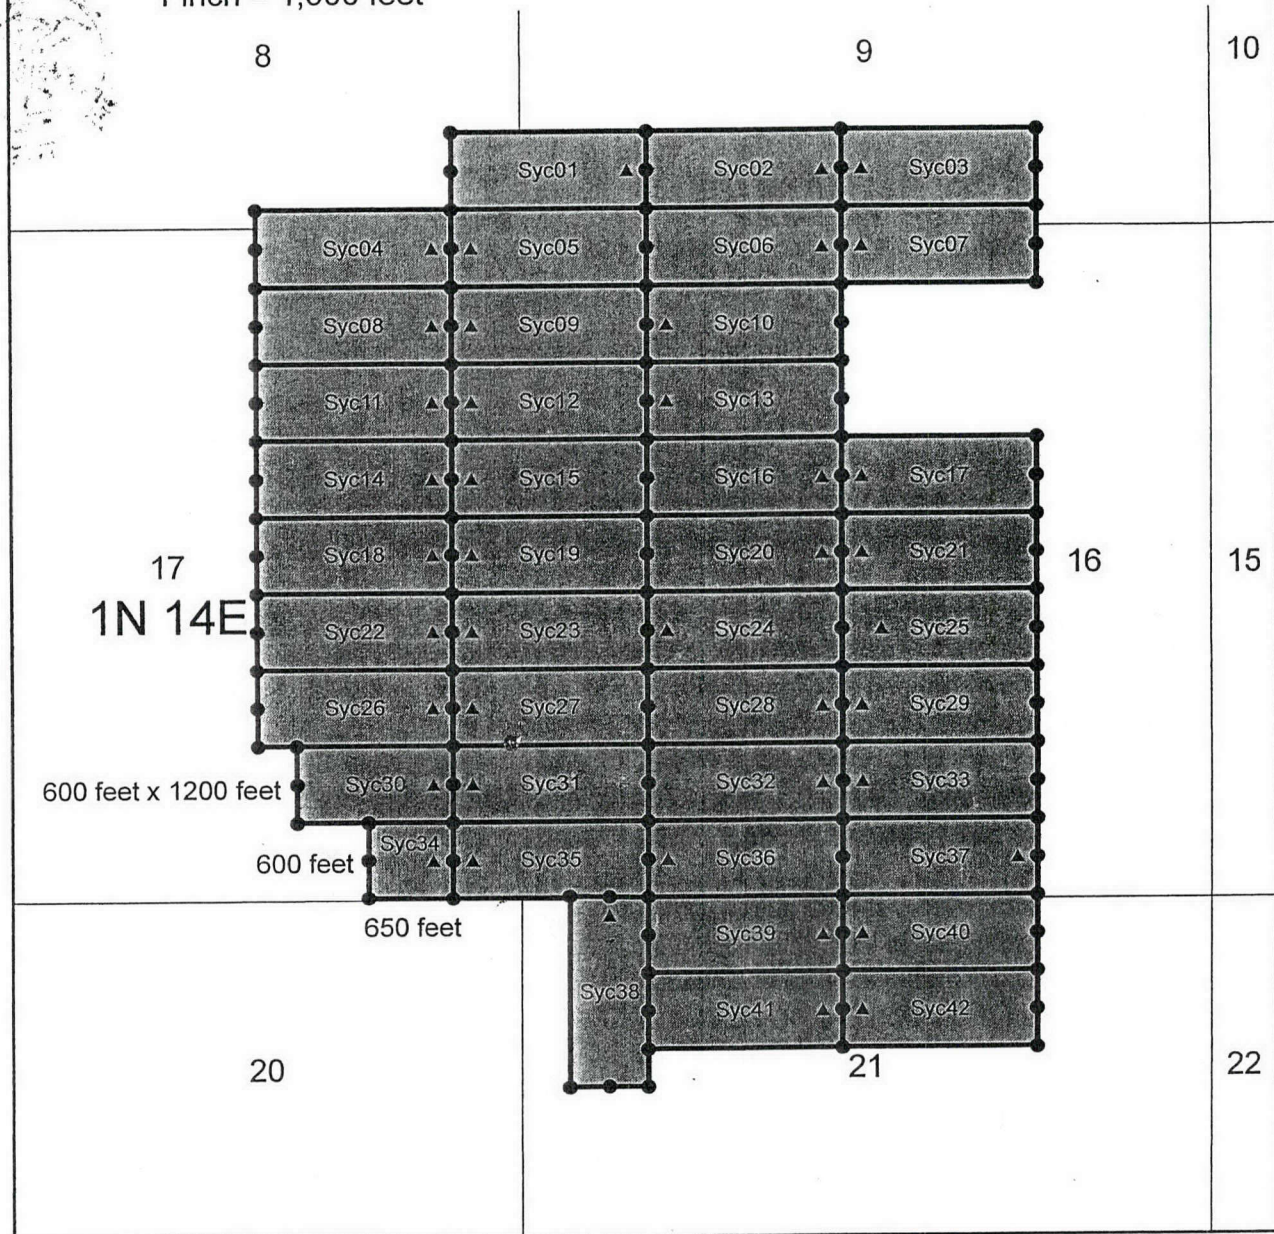 8 9 10
Syc01 Syc02 Syc03
Syc04 Syc05 Syc06 Syc07
Syc08 Syc09 Syc10
Syc11 Syc12 Syc13
Syc14 Syc15 Syc16 Syc17
17 Syc18 Syc19 Syc20 Syc21 16 15
1N 14E Syc22 Syc23 Syc24 Syc25
Syc26 Syc27 Syc28 Syc29
600 feet x 1200 feet Syc30 Syc31 Syc32 Syc33
600 feet Syc34 Syc35 Syc36 Syc37
650 feet Syc39 Syc40
Syc38 Syc41 Syc42
20 21 22